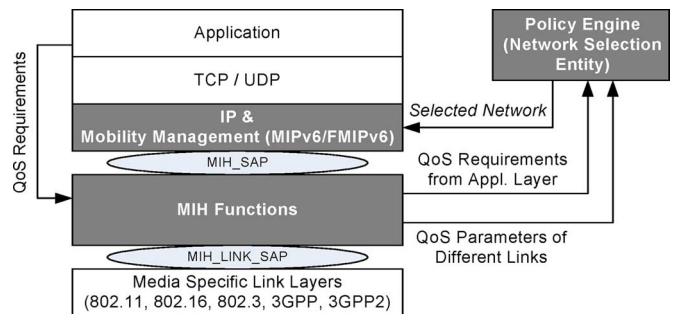 QoS Requirements
Application
TCP / UDP
IP &
Mobility Management (MIPv6/FMIPv6)
MIH_SAP
MIH Functions
MIH_LINK_SAP
Media Specific Link Layers
(802.11, 802.16, 802.3, 3GPP, 3GPP2)
Policy Engine
(Network Selection
Entity)
Selected Network
QoS Requirements
from Appl. Layer
QoS Parameters of
Different Links